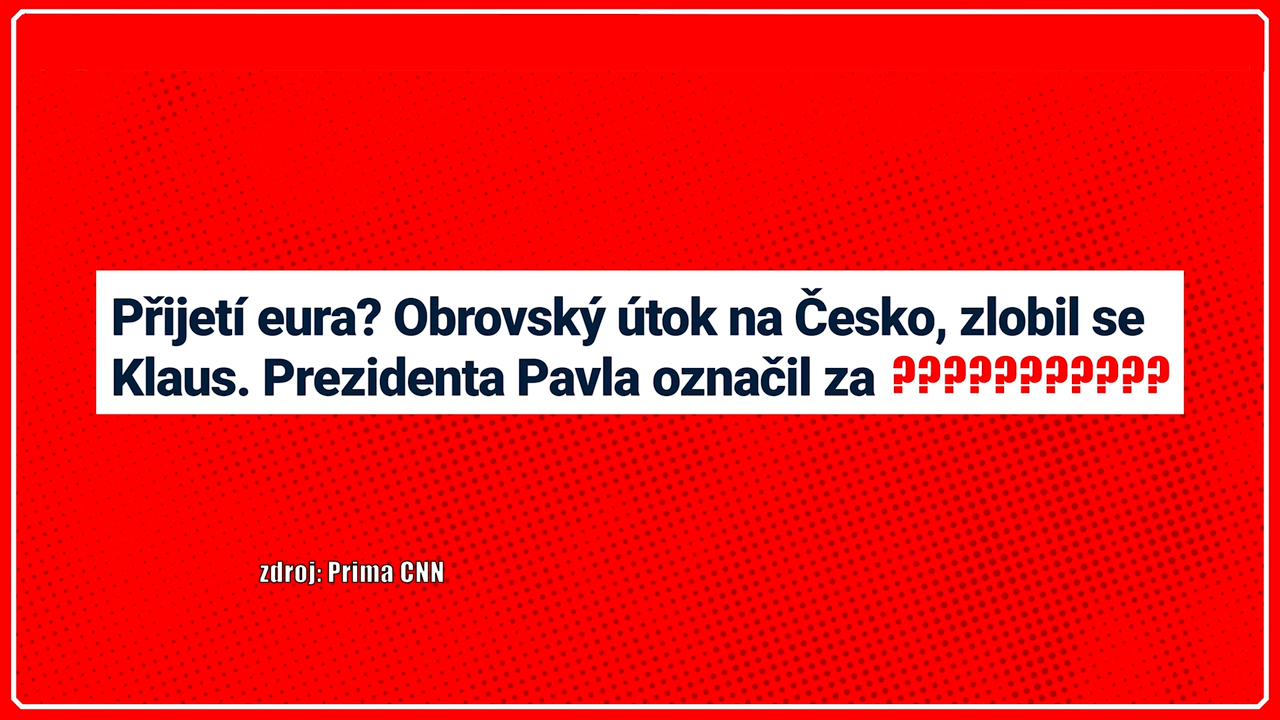 Přijetí eura? Obrovský útok na Česko, zlobil se
Klaus. Prezidenta Pavla označil za ???????????
zdroj: Prima CNN